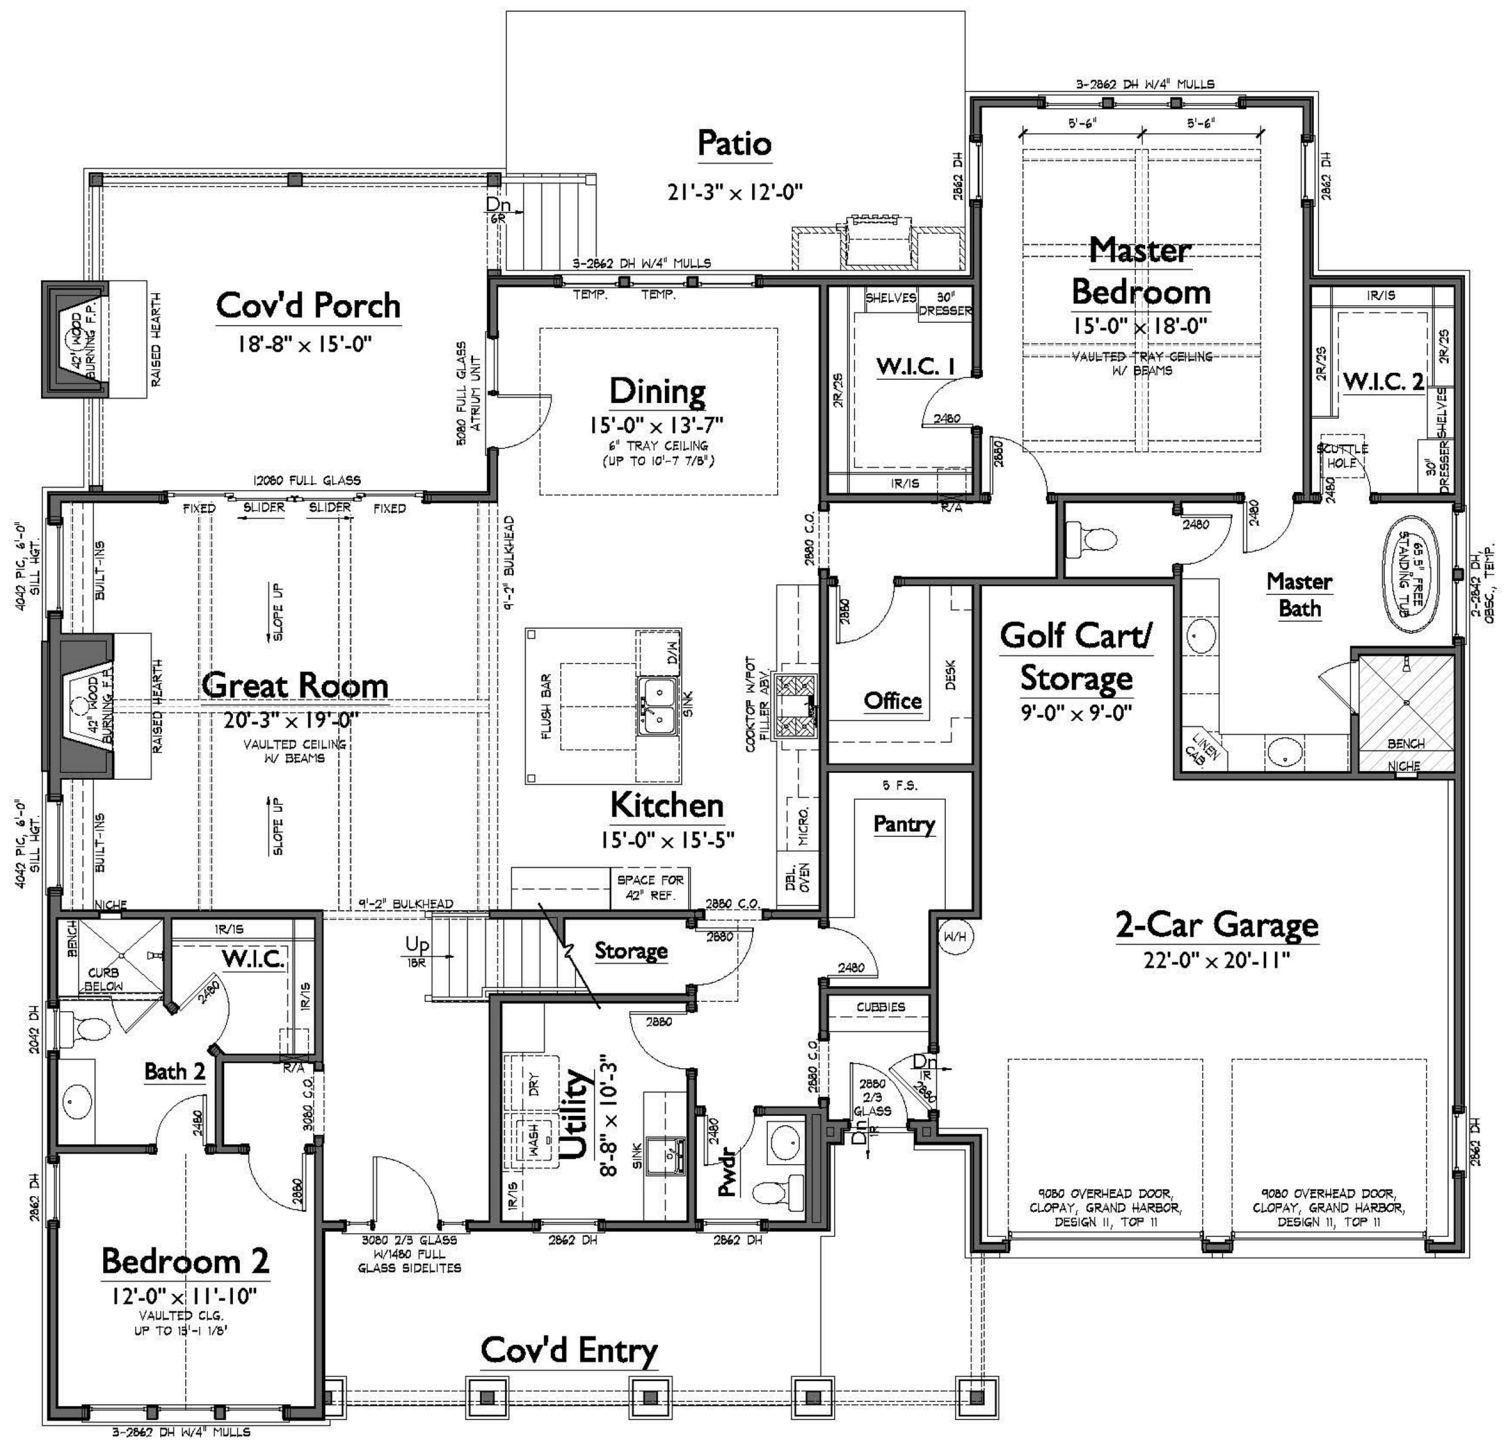 3-2862 DH W/4" MULLS
5'-6"
5'-6"
Patio
21'-3" x 12'-0"
2862 DH
2862 DH
Dn
6R
3-2862 DH W/4" MULLS
TEMP.
TEMP.
Master
Bedroom
15'-0" x 18'-0"
VAULTED TRAY CEILING
W/ BEAMS
Cov'd Porch
18'-8" x 15'-0"
42" WOOD
BURNING F.P.
RAISED HEARTH
5080 FULL GLASS
ATRIUM UNIT
Dining
15'-0" x 13'-7"
6" TRAY CEILING
(UP TO 10'-7 7/8")
SHELVES
30"
DRESSER
W.I.C. 1
2R/2S
2480
1R/1S
R/A
2880
1R/1S
2R/2S
2R/2S
W.I.C. 2
SHELVES
30"
DRESSER
SCUTTLE
HOLE
2480
12080 FULL GLASS
FIXED
SLIDER
SLIDER
FIXED
4042 PIC, 6'-0"
SILL HGT.
BUILT-INS
SLOPE UP
9'-2" BULKHEAD
2880 C.O.
2480
2480
65.5" FREE
STANDING TUB
2-2842 DH,
OBSC., TEMP.
Master
Bath
2880
Golf Cart/
Storage
9'-0" x 9'-0"
Office
DESK
42" WOOD
BURNING F.P.
RAISED HEARTH
Great Room
20'-3" x 19'-0"
VAULTED CEILING
W/ BEAMS
FLUSH BAR
D/W
SINK
COOKTOP W/POT
FILLER ABV.
LINEN
CAB.
BENCH
NICHE
Kitchen
15'-0" x 15'-5"
MICRO.
DBL.
OVEN
SPACE FOR
42" REF.
5 F.S.
Pantry
4042 PIC, 6'-0"
SILL HGT.
BUILT-INS
SLOPE UP
NICHE
9'-2" BULKHEAD
2880 C.O.
BENCH
CURB
BELOW
1R/1S
W.I.C.
2480
1R/1S
R/A
Up
18R
Storage
2880
2480
W/H
2-Car Garage
22'-0" x 20'-11"
2042 DH
Bath 2
3080 C.O.
2480
CUBBIES
2880
Utility
8'-8" x 10'-3"
DRY
WASH
SINK
1R/1S
2880 C.O.
2880
2/3
GLASS
2880
Dn
1R
Dn
1R
2480
Pwdr
2862 DH
2880
2862 DH
9080 OVERHEAD DOOR,
CLOPAY, GRAND HARBOR,
DESIGN 11, TOP 11
9080 OVERHEAD DOOR,
CLOPAY, GRAND HARBOR,
DESIGN 11, TOP 11
3080 2/3 GLASS
W/1480 FULL
GLASS SIDELITES
2862 DH
2862 DH
Bedroom 2
12'-0" x 11'-10"
VAULTED CLG.
UP TO 13'-1 1/8"
Cov'd Entry
3-2862 DH W/4" MULLS